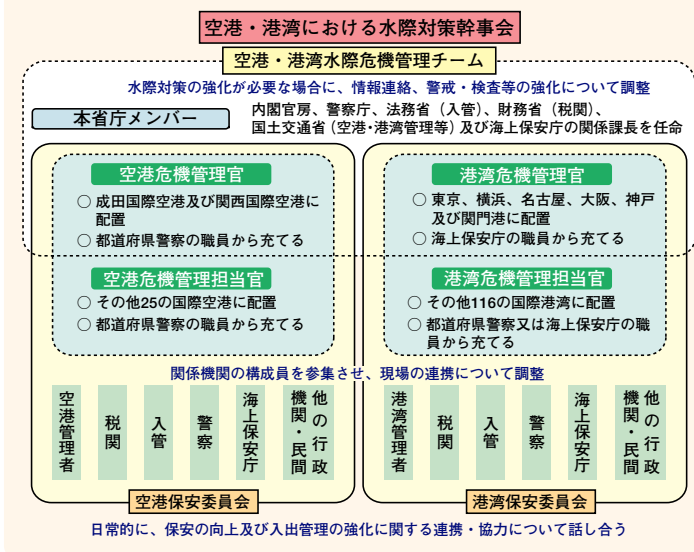 空港・港湾における水際対策幹事会
空港・港湾水際危機管理チーム
水際対策の強化が必要な場合に、情報連絡、警戒・検査等の強化について調整
本省庁メンバー
内閣官房、警察庁、法務省（入管）、財務省（税関）、
国土交通省（空港・港湾管理等）及び海上保安庁の関係課長を任命
空港危機管理官
○ 成田国際空港及び関西国際空港に
配置
○ 都道府県警察の職員から充てる
空港危機管理担当官
○ その他25の国際空港に配置
○ 都道府県警察の職員から充てる
港湾危機管理官
○ 東京、横浜、名古屋、大阪、神戸
及び関門港に配置
○ 海上保安庁の職員から充てる
港湾危機管理担当官
○ その他116の国際港湾に配置
○ 都道府県警察又は海上保安庁の職
員から充てる
関係機関の構成員を参集させ、現場の連携について調整
空港管理者
税関
入管
警察
海上保安庁
他の行政
機関・民間
港湾管理者
税関
入管
警察
海上保安庁
他の行政
機関・民間
空港保安委員会
港湾保安委員会
日常的に、保安の向上及び入出管理の強化に関する連携・協力について話し合う